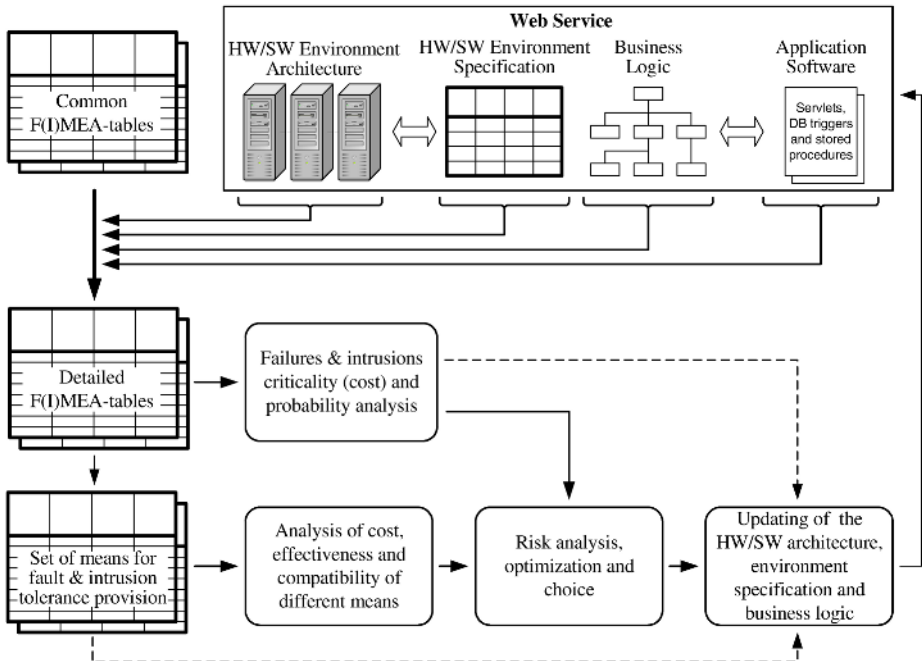 Web Service
HW/SW Environment
Architecture
HW/SW Environment
Specification
Business
Logic
Application
Software
Servlets,
DB triggers
and stored
procedures
Common
F(I)MEA-tables
Detailed
F(I)MEA-tables
Failures & intrusions
criticality (cost) and
probability analysis
Set of means for
fault & intrusion
tolerance provision
Analysis of cost,
effectiveness and
compatibility of
different means
Risk analysis,
optimization and
choice
Updating of the
HW/SW architecture,
environment
specification and
business logic